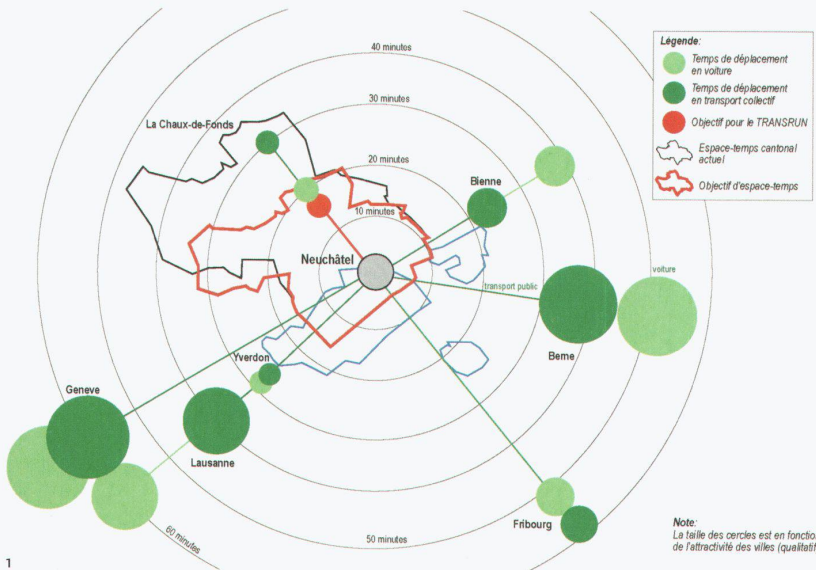 40 minutes
30 minutes
20 minutes
10 minutes
La Chaux-de-Fonds
Bienne
Neuchâtel
transport public
voiture
Yverdon
Berne
Geneve
Lausanne
Fribourg
60 minutes
50 minutes
Légende:
Temps de déplacement
en voiture
Temps de déplacement
en transport collectif
Objectif pour le TRANSRUN
Espace-temps cantonal
actuel
Objectif d'espace-temps
Note:
La taille des cercles est en fonction
de l'attractivité des villes (qualitatif
1